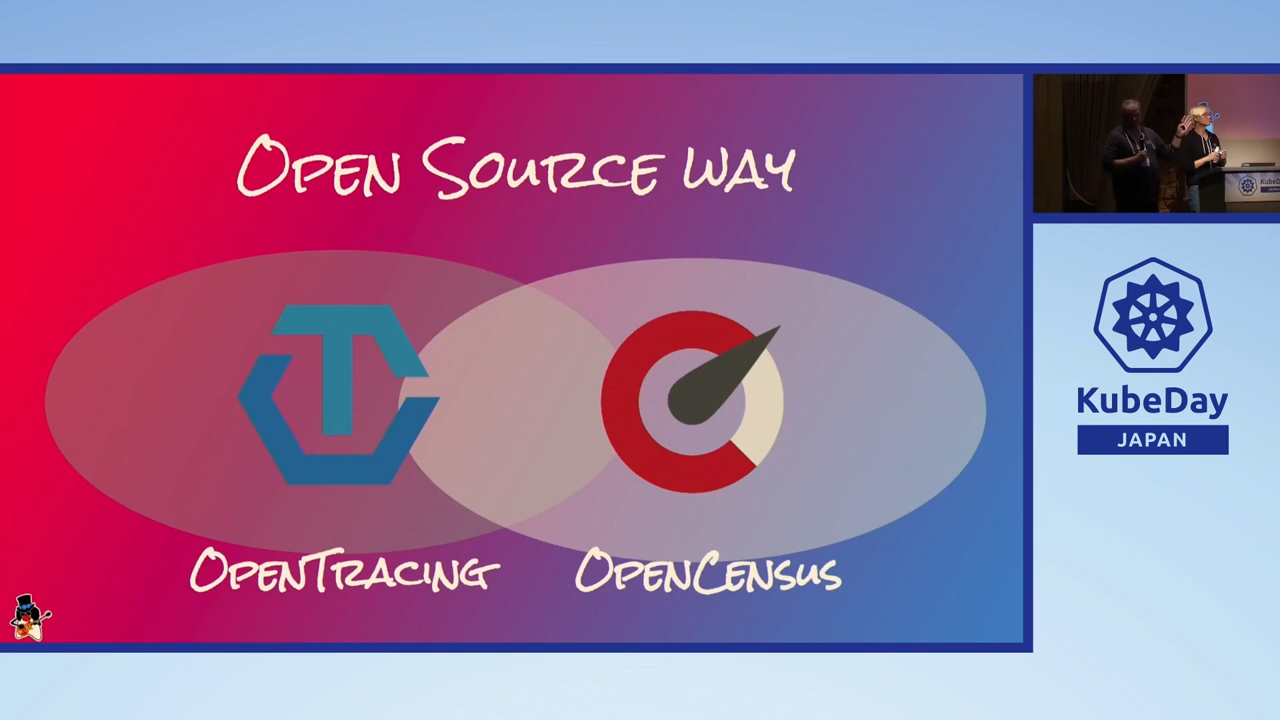 Open Source way
OpenTracing
OpenCensus
KubeDay
JAPAN